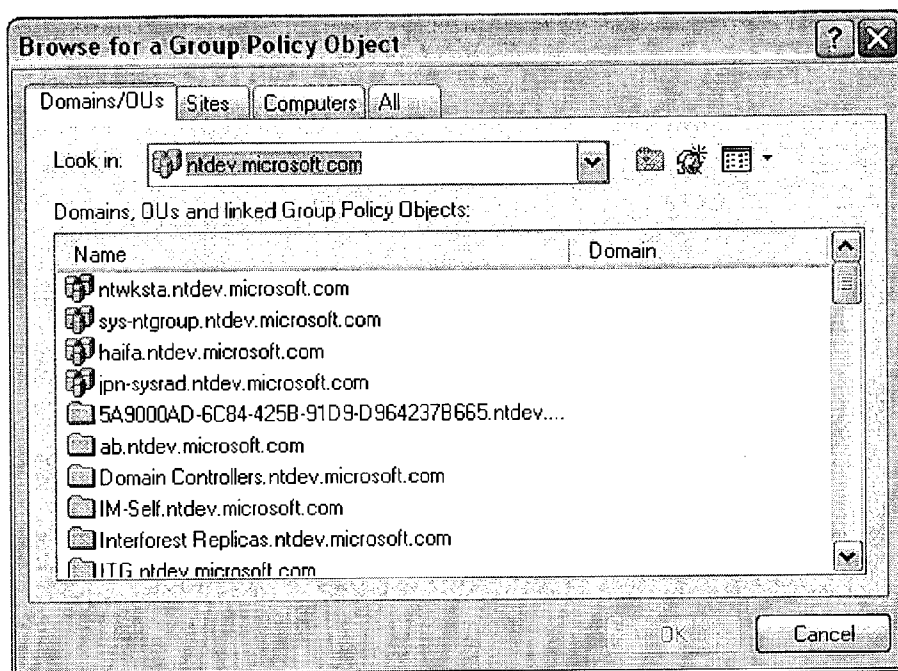 Browse for a Group Policy Object
Domains/OUs Sites Computers All
Look in: ntdev.microsoft.com
Domains, OUs and linked Group Policy Objects:
Name Domain
ntwksta.ntdev.microsoft.com
sys-ntgroup.ntdev.microsoft.com
haifa.ntdev.microsoft.com
jpn-sysrad.ntdev.microsoft.com
5A9000AD-6C84-425B-91D9-D964237B665.ntdev....
ab.ntdev.microsoft.com
Domain Controllers.ntdev.microsoft.com
IM-Self.ntdev.microsoft.com
Interforest Replicas.ntdev.microsoft.com
ITG.ntdev.microsoft.com
OK Cancel